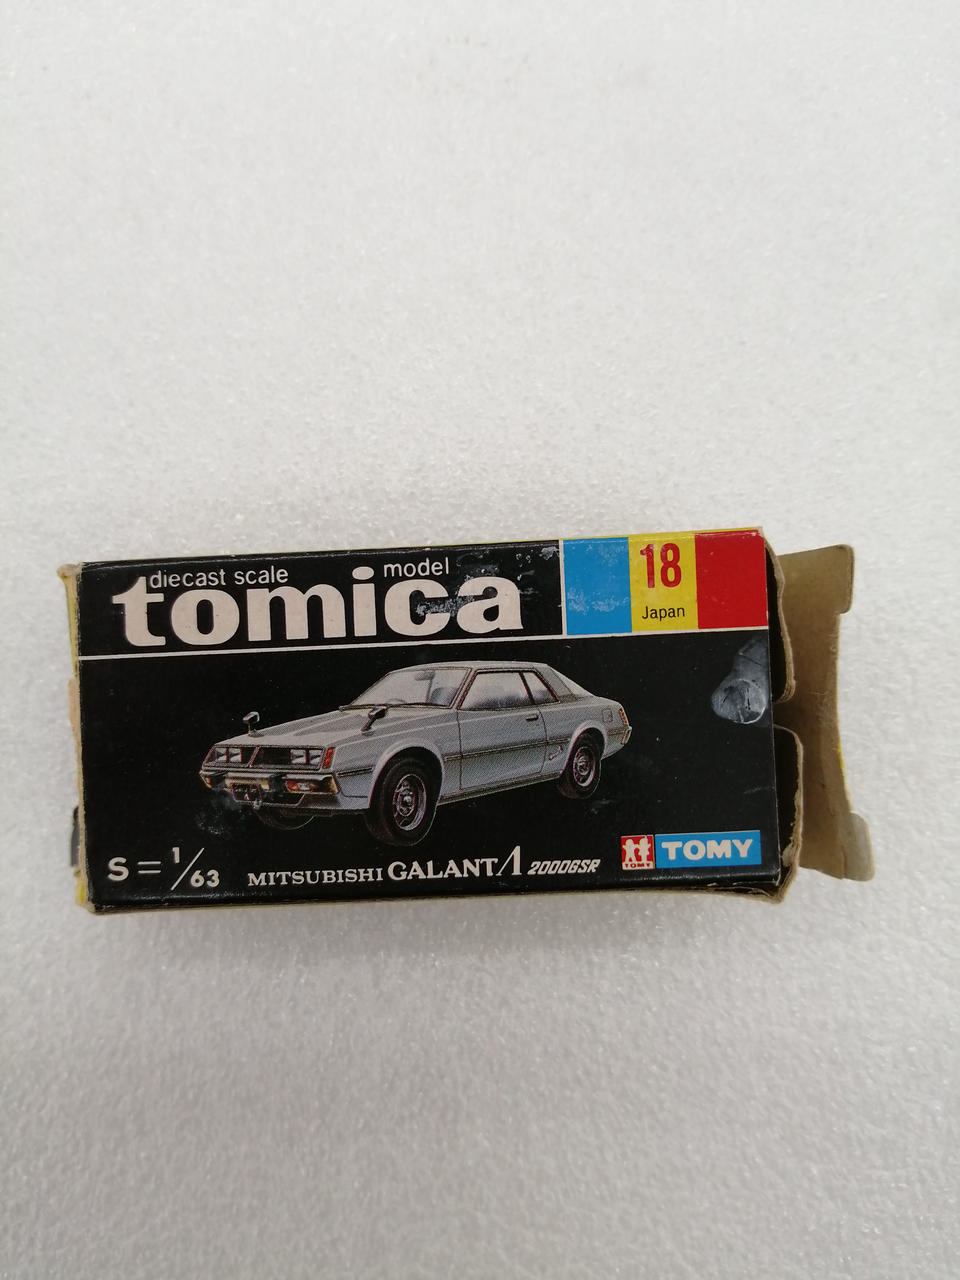 diecast scale model
tomica
18
Japan
S = 1/63
MITSUBISHI GALANT Λ 2000GSR
TOMY
TOMY